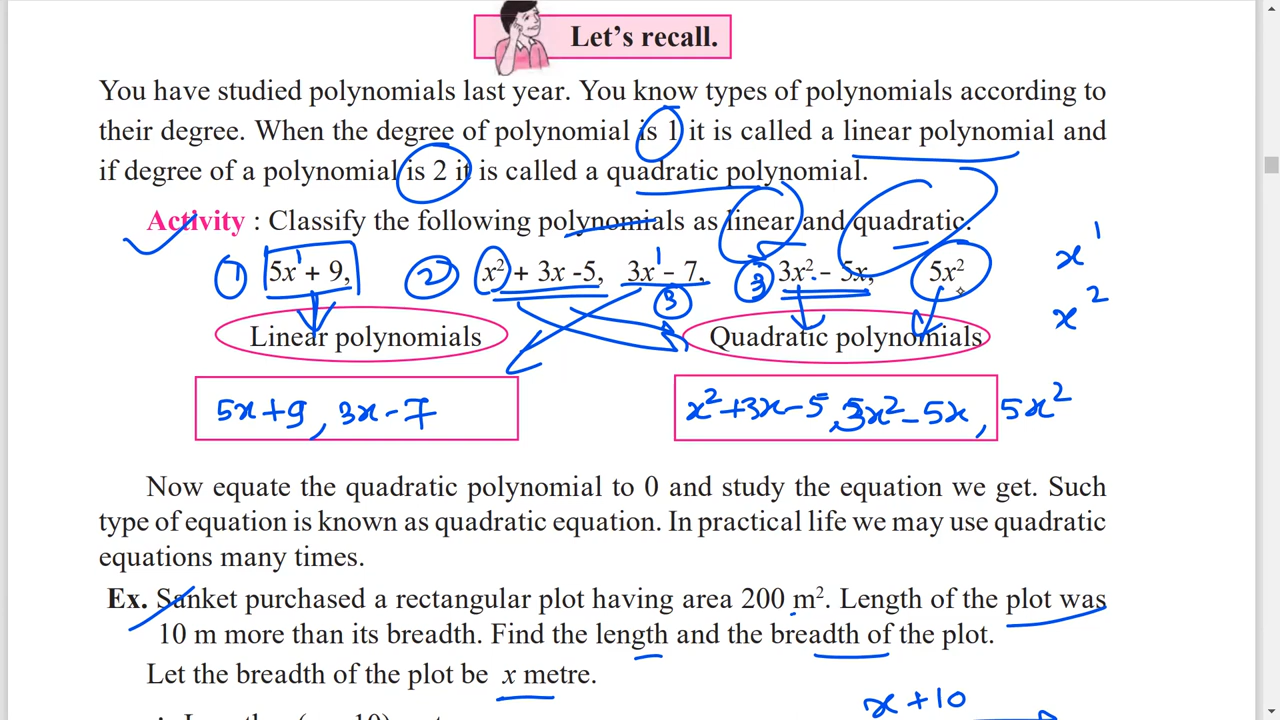 Let's recall.
You have studied polynomials last year. You know types of polynomials according to
their degree. When the degree of polynomial is 1 it is called a linear polynomial and
if degree of a polynomial is 2 it is called a quadratic polynomial.
Activity : Classify the following polynomials as linear and quadratic.
① 5x¹ + 9, ② x² + 3x -5, 3x¹ − 7, ③ 3x² − 5x, 5x² x¹
③
x²
Linear polynomials Quadratic polynomials
5x+9, 3x−7 x²+3x−5, 3x²−5x, 5x²
Now equate the quadratic polynomial to 0 and study the equation we get. Such
type of equation is known as quadratic equation. In practical life we may use quadratic
equations many times.
Ex. Sanket purchased a rectangular plot having area 200 m². Length of the plot was
10 m more than its breadth. Find the length and the breadth of the plot.
Let the breadth of the plot be x metre.
x+10